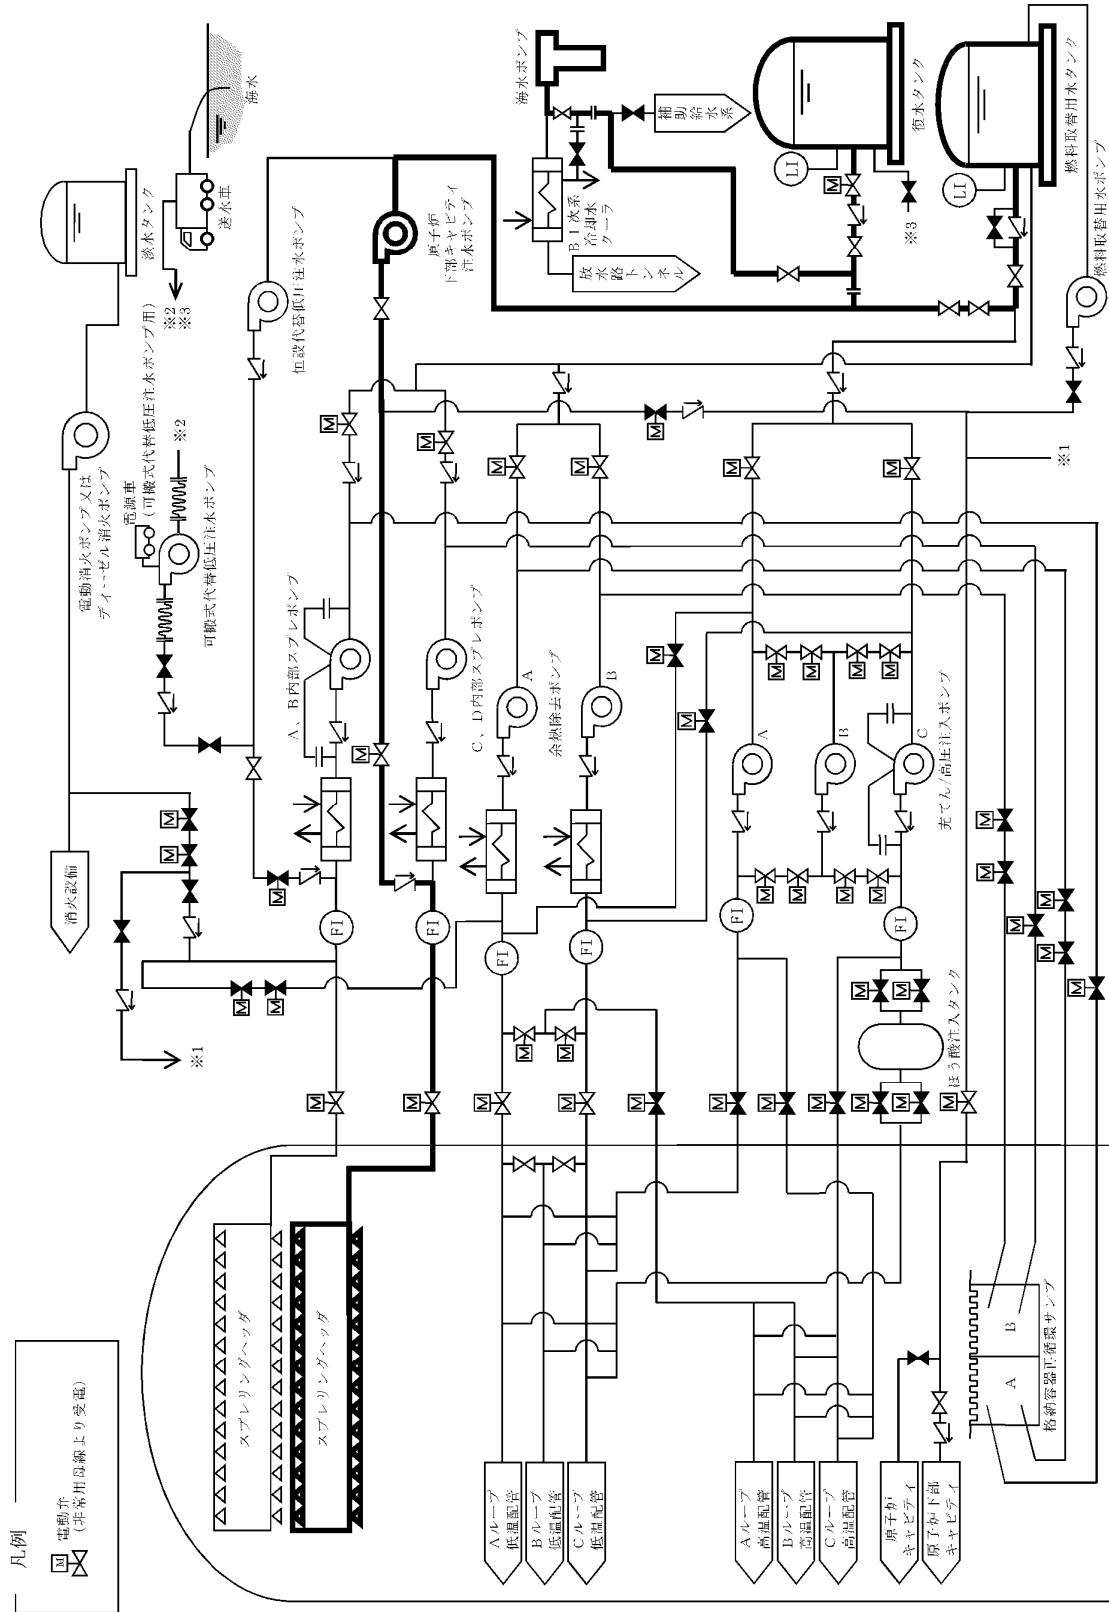 凡例
M
電動弁
(非常用母線より受電)
淡水タンク
海水
送水車
※2
※3
電動消火ポンプ又は
ディーゼル消火ポンプ
電源車
(可搬式代替低圧注水ポンプ用)
※2
可搬式代替低圧注水ポンプ
恒設代替低圧注水ポンプ
原子炉
下部キャビティ
注水ポンプ
海水ポンプ
補助
給水系
B1次系
冷却水
クーラ
放水路トンネル
復水タンク
LI
※3
燃料取替用水タンク
LI
燃料取替用水ポンプ
消火設備
※1
A、B内部スプレポンプ
C、D内部スプレポンプ
余熱除去ポンプ
A
B
充てん/高圧注入ポンプ
A
B
C
※1
FI
FI
FI
FI
FI
FI
ほう酸注入タンク
スプレリングヘッダ
スプレリングヘッダ
Aループ
低温配管
Bループ
低温配管
Cループ
低温配管
Aループ
高温配管
Bループ
高温配管
Cループ
高温配管
原子炉
キャビティ
原子炉下部
キャビティ
格納容器再循環サンプ
A
B